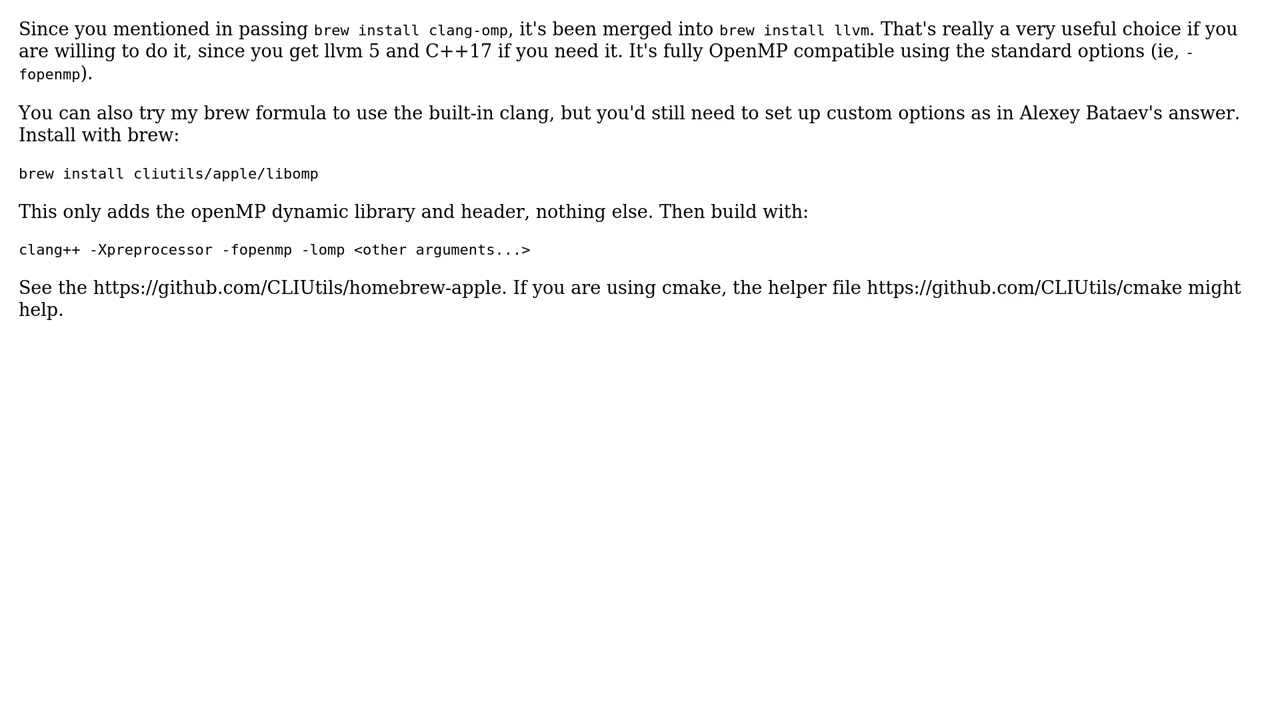 Since you mentioned in passing brew install clang-omp, it's been merged into brew install llvm. That's really a very useful choice if you
are willing to do it, since you get llvm 5 and C++17 if you need it. It's fully OpenMP compatible using the standard options (ie, -
fopenmp).
You can also try my brew formula to use the built-in clang, but you'd still need to set up custom options as in Alexey Bataev's answer.
Install with brew:
brew install cliutils/apple/libomp
This only adds the openMP dynamic library and header, nothing else. Then build with:
clang++ -Xpreprocessor -fopenmp -lomp <other arguments...>
See the https://github.com/CLIUtils/homebrew-apple. If you are using cmake, the helper file https://github.com/CLIUtils/cmake might
help.